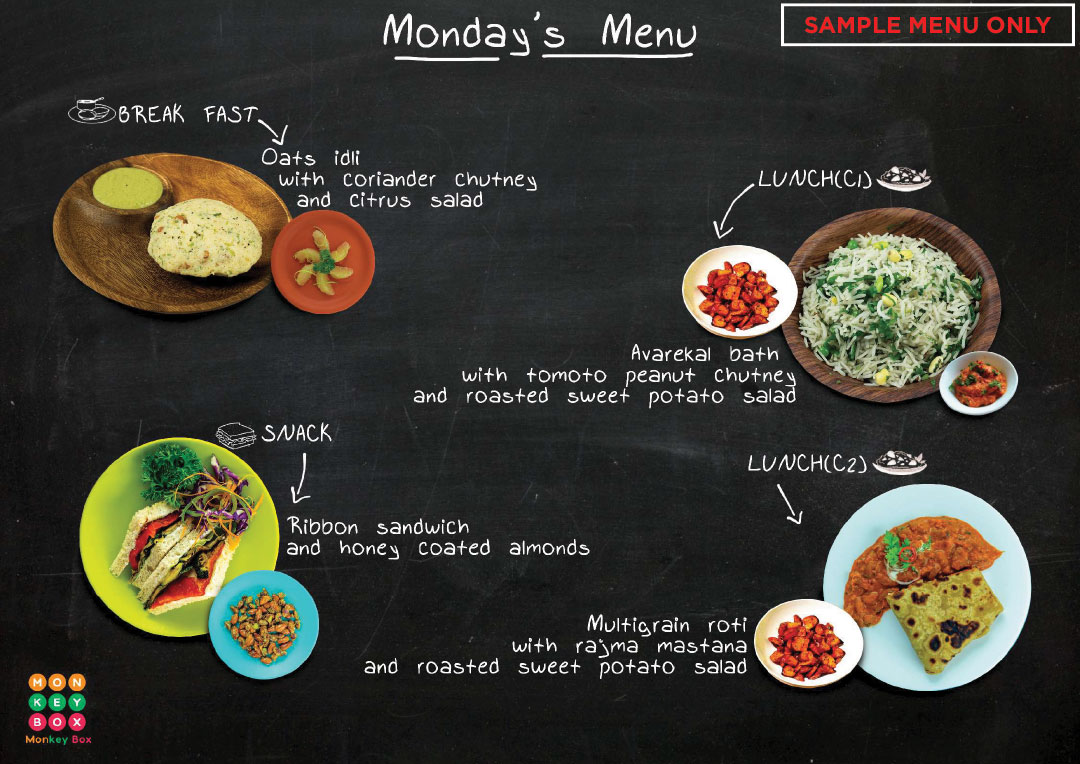 Monday's Menu
SAMPLE MENU ONLY
BREAK FAST
Oats idli
with coriander chutney
and citrus salad
LUNCH(C1)
Avarekal bath
with tomoto peanut chutney
and roasted sweet potato salad
SNACK
Ribbon sandwich
and honey coated almonds
LUNCH(C2)
Multigrain roti
with rajma mastana
and roasted sweet potato salad
MON
KEY
BOX
Monkey Box